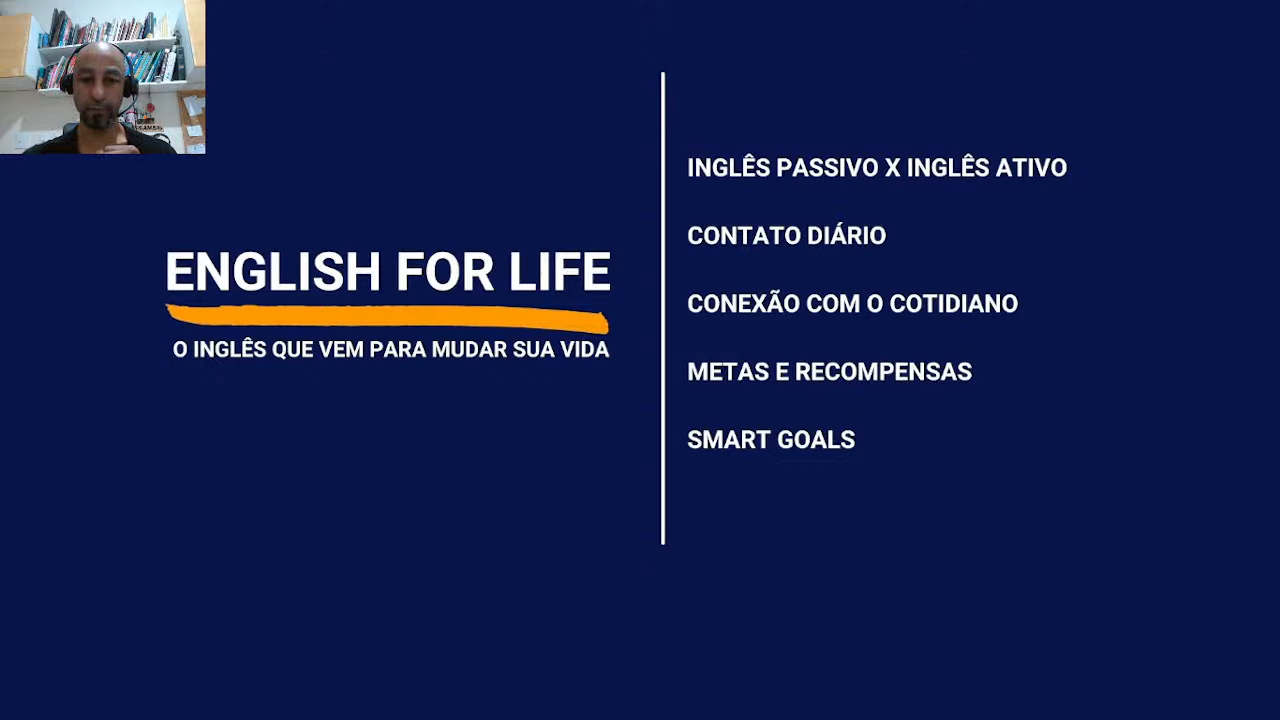 ENGLISH FOR LIFE
O INGLÊS QUE VEM PARA MUDAR SUA VIDA
INGLÊS PASSIVO X INGLÊS ATIVO
CONTATO DIÁRIO
CONEXÃO COM O COTIDIANO
METAS E RECOMPENSAS
SMART GOALS